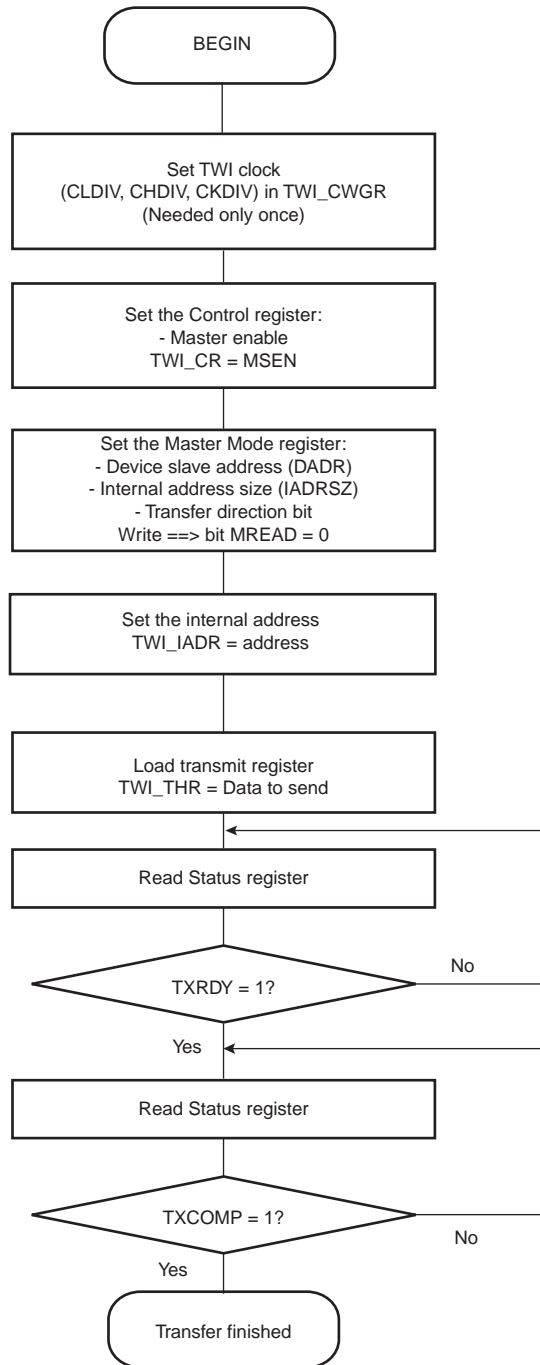 BEGIN
Set TWI clock
(CLDIV, CHDIV, CKDIV) in TWI_CWGR
(Needed only once)
Set the Control register:
- Master enable
TWI_CR = MSEN
Set the Master Mode register:
- Device slave address (DADR)
- Internal address size (IADRSZ)
- Transfer direction bit
Write ==> bit MREAD = 0
Set the internal address
TWI_IADR = address
Load transmit register
TWI_THR = Data to send
Read Status register
No
TXRDY = 1?
Yes
Read Status register
TXCOMP = 1?
No
Yes
Transfer finished